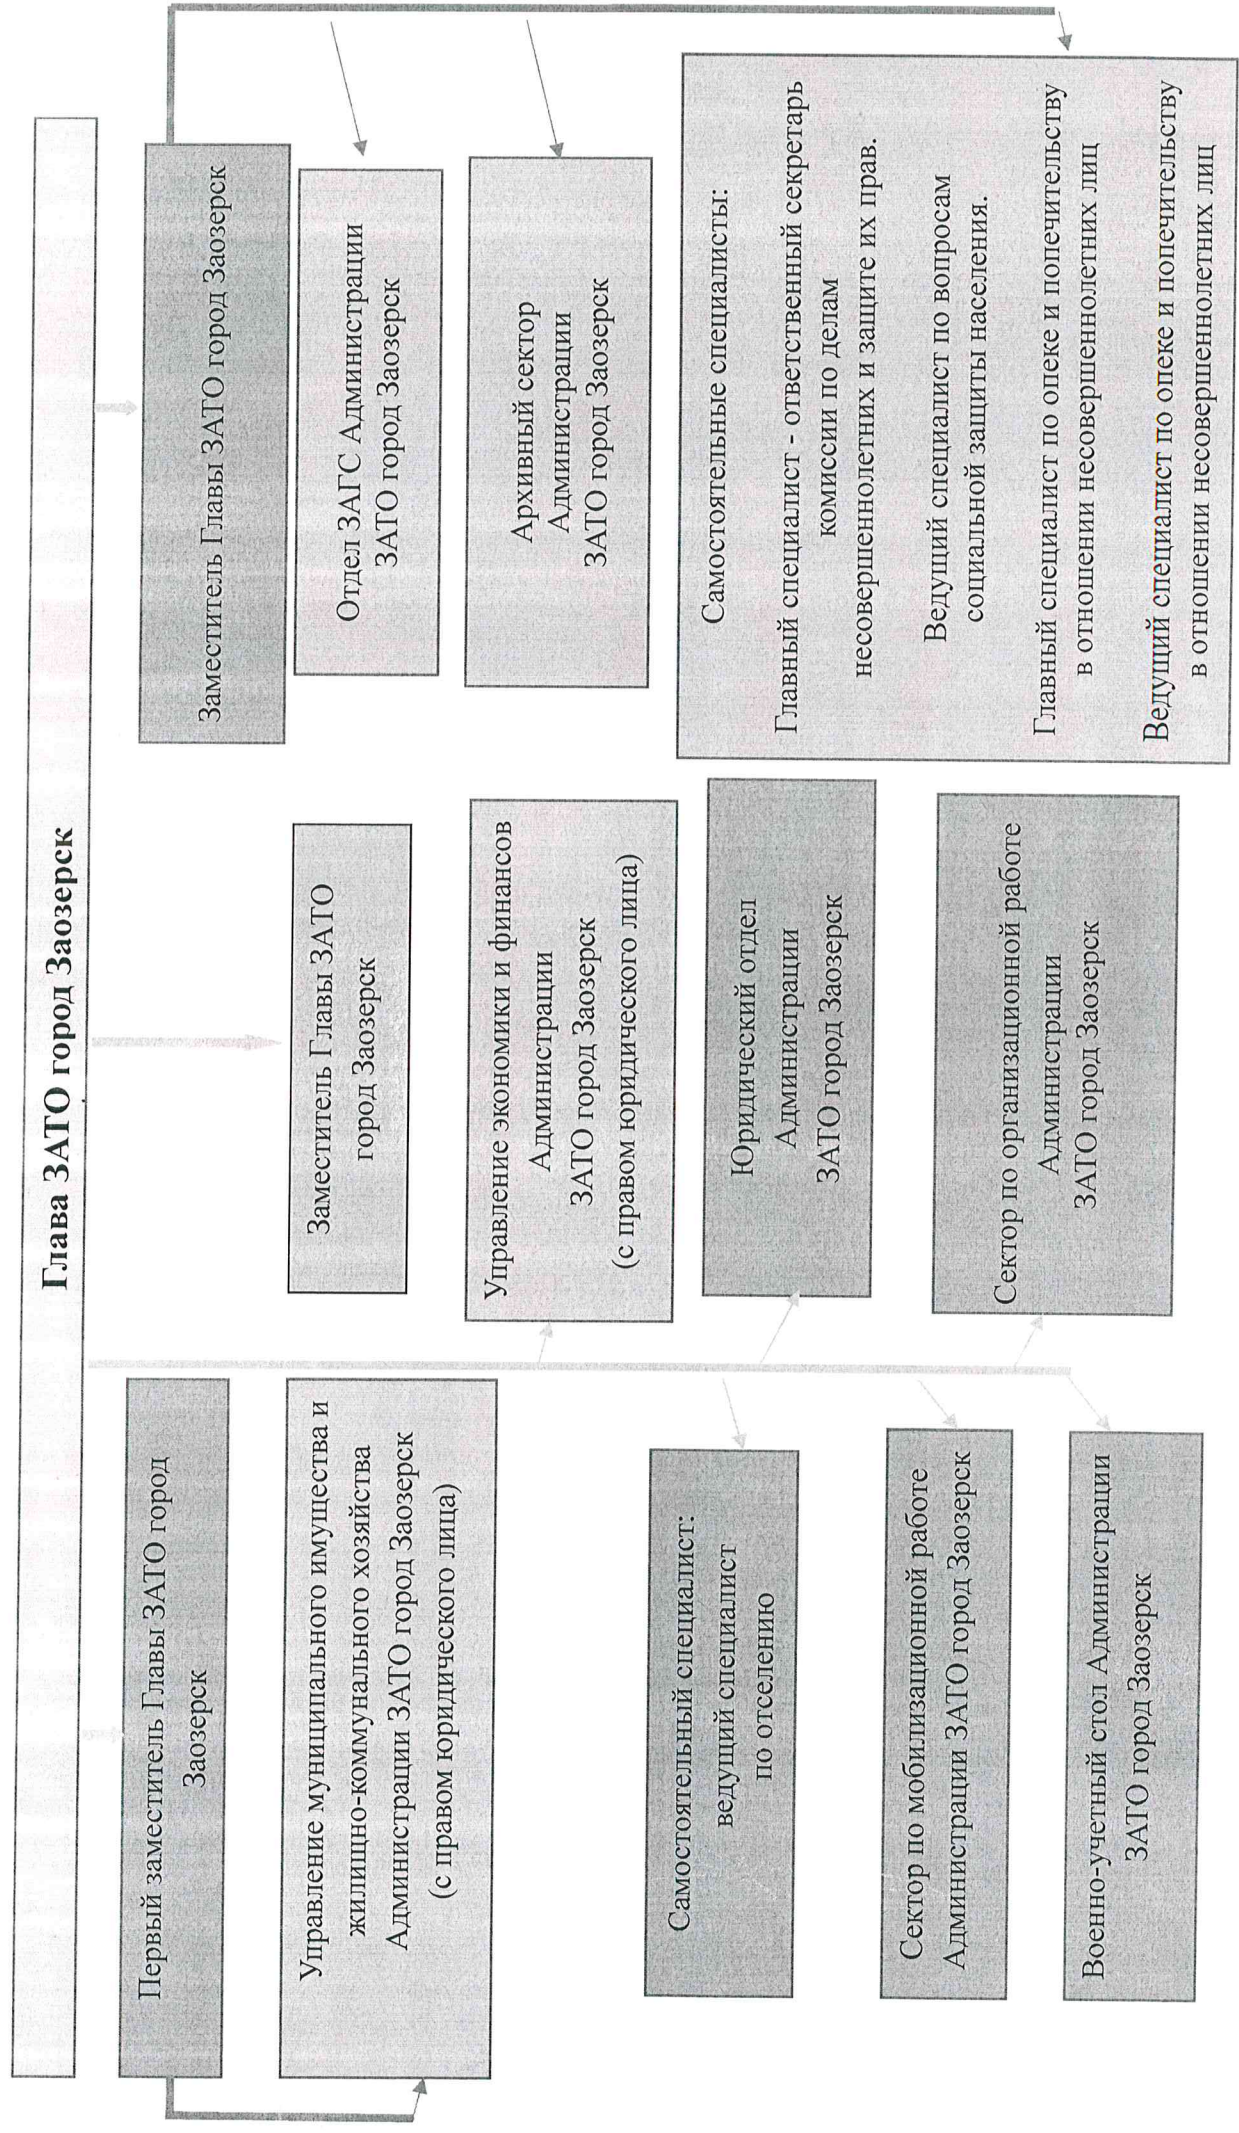 Глава ЗАТО город Заозерск
Первый заместитель Главы ЗАТО город
Заозерск
Управление муниципального имущества и
жилищно-коммунального хозяйства
Администрации ЗАТО город Заозерск
(с правом юридического лица)
Самостоятельный специалист:
ведущий специалист
по отселению
Сектор по мобилизационной работе
Администрации ЗАТО город Заозерск
Военно-учетный стол Администрации
ЗАТО город Заозерск
Заместитель Главы ЗАТО
город Заозерск
Управление экономики и финансов
Администрации
ЗАТО город Заозерск
(с правом юридического лица)
Юридический отдел
Администрации
ЗАТО город Заозерск
Сектор по организационной работе
Администрации
ЗАТО город Заозерск
Заместитель Главы ЗАТО город Заозерск
Отдел ЗАГС Администрации
ЗАТО город Заозерск
Архивный сектор
Администрации
ЗАТО город Заозерск
Самостоятельные специалисты:
Главный специалист - ответственный секретарь
комиссии по делам
несовершеннолетних и защите их прав.
Ведущий специалист по вопросам
социальной защиты населения.
Главный специалист по опеке и попечительству
в отношении несовершеннолетних лиц
Ведущий специалист по опеке и попечительству
в отношении несовершеннолетних лиц